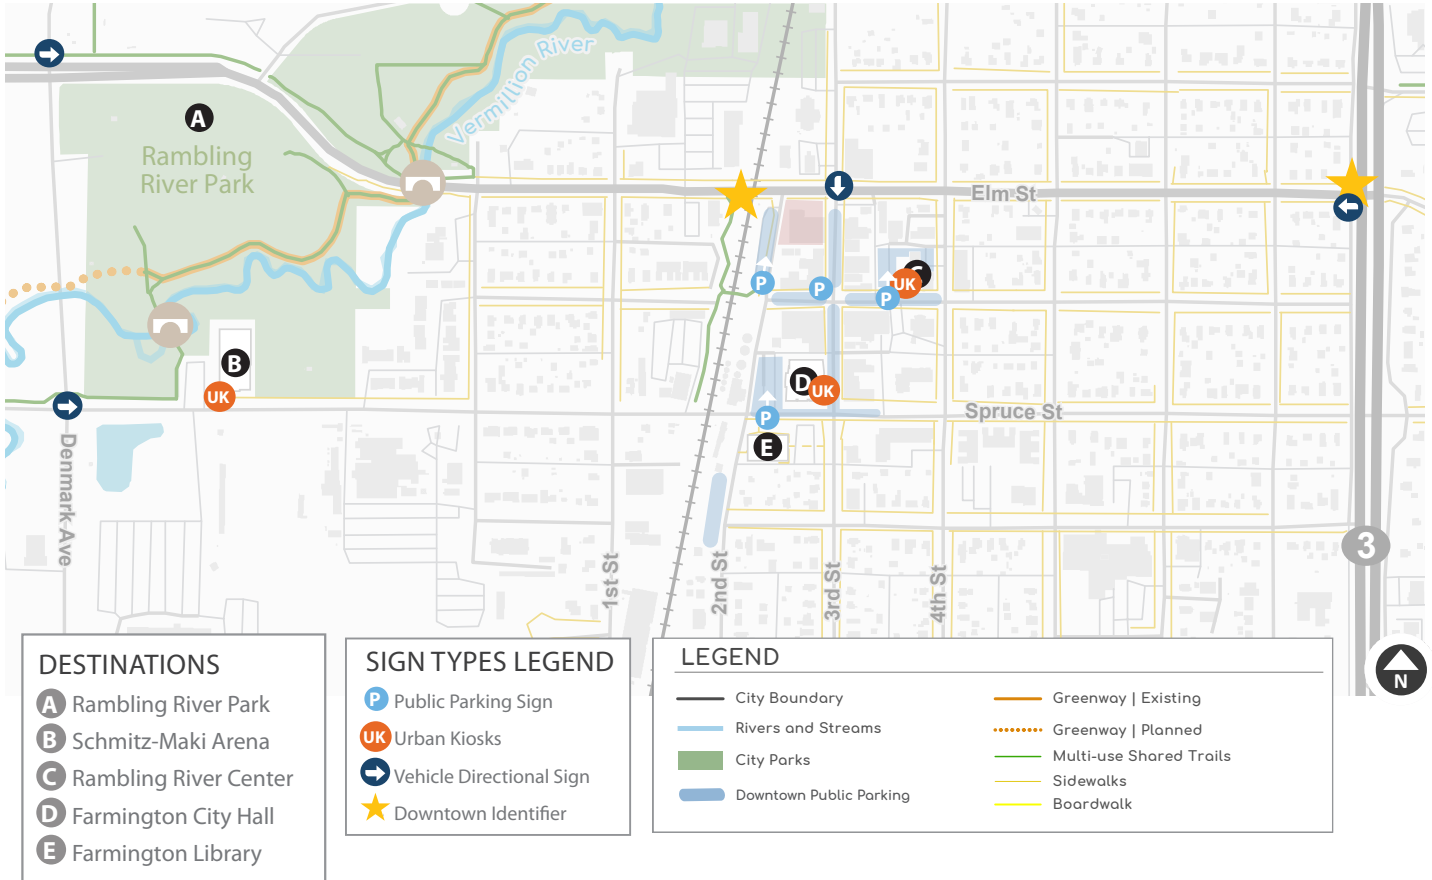 A
Rambling
River Park
Vermillion River
Elm St
P
P
P
UK
C
B
UK
D
UK
P
E
Spruce St
Denmark Ave
1st St
2nd St
3rd St
4th St
3
N
DESTINATIONS
A Rambling River Park
B Schmitz-Maki Arena
C Rambling River Center
D Farmington City Hall
E Farmington Library
SIGN TYPES LEGEND
P Public Parking Sign
UK Urban Kiosks
Vehicle Directional Sign
Downtown Identifier
LEGEND
City Boundary
Rivers and Streams
City Parks
Downtown Public Parking
Greenway | Existing
Greenway | Planned
Multi-use Shared Trails
Sidewalks
Boardwalk